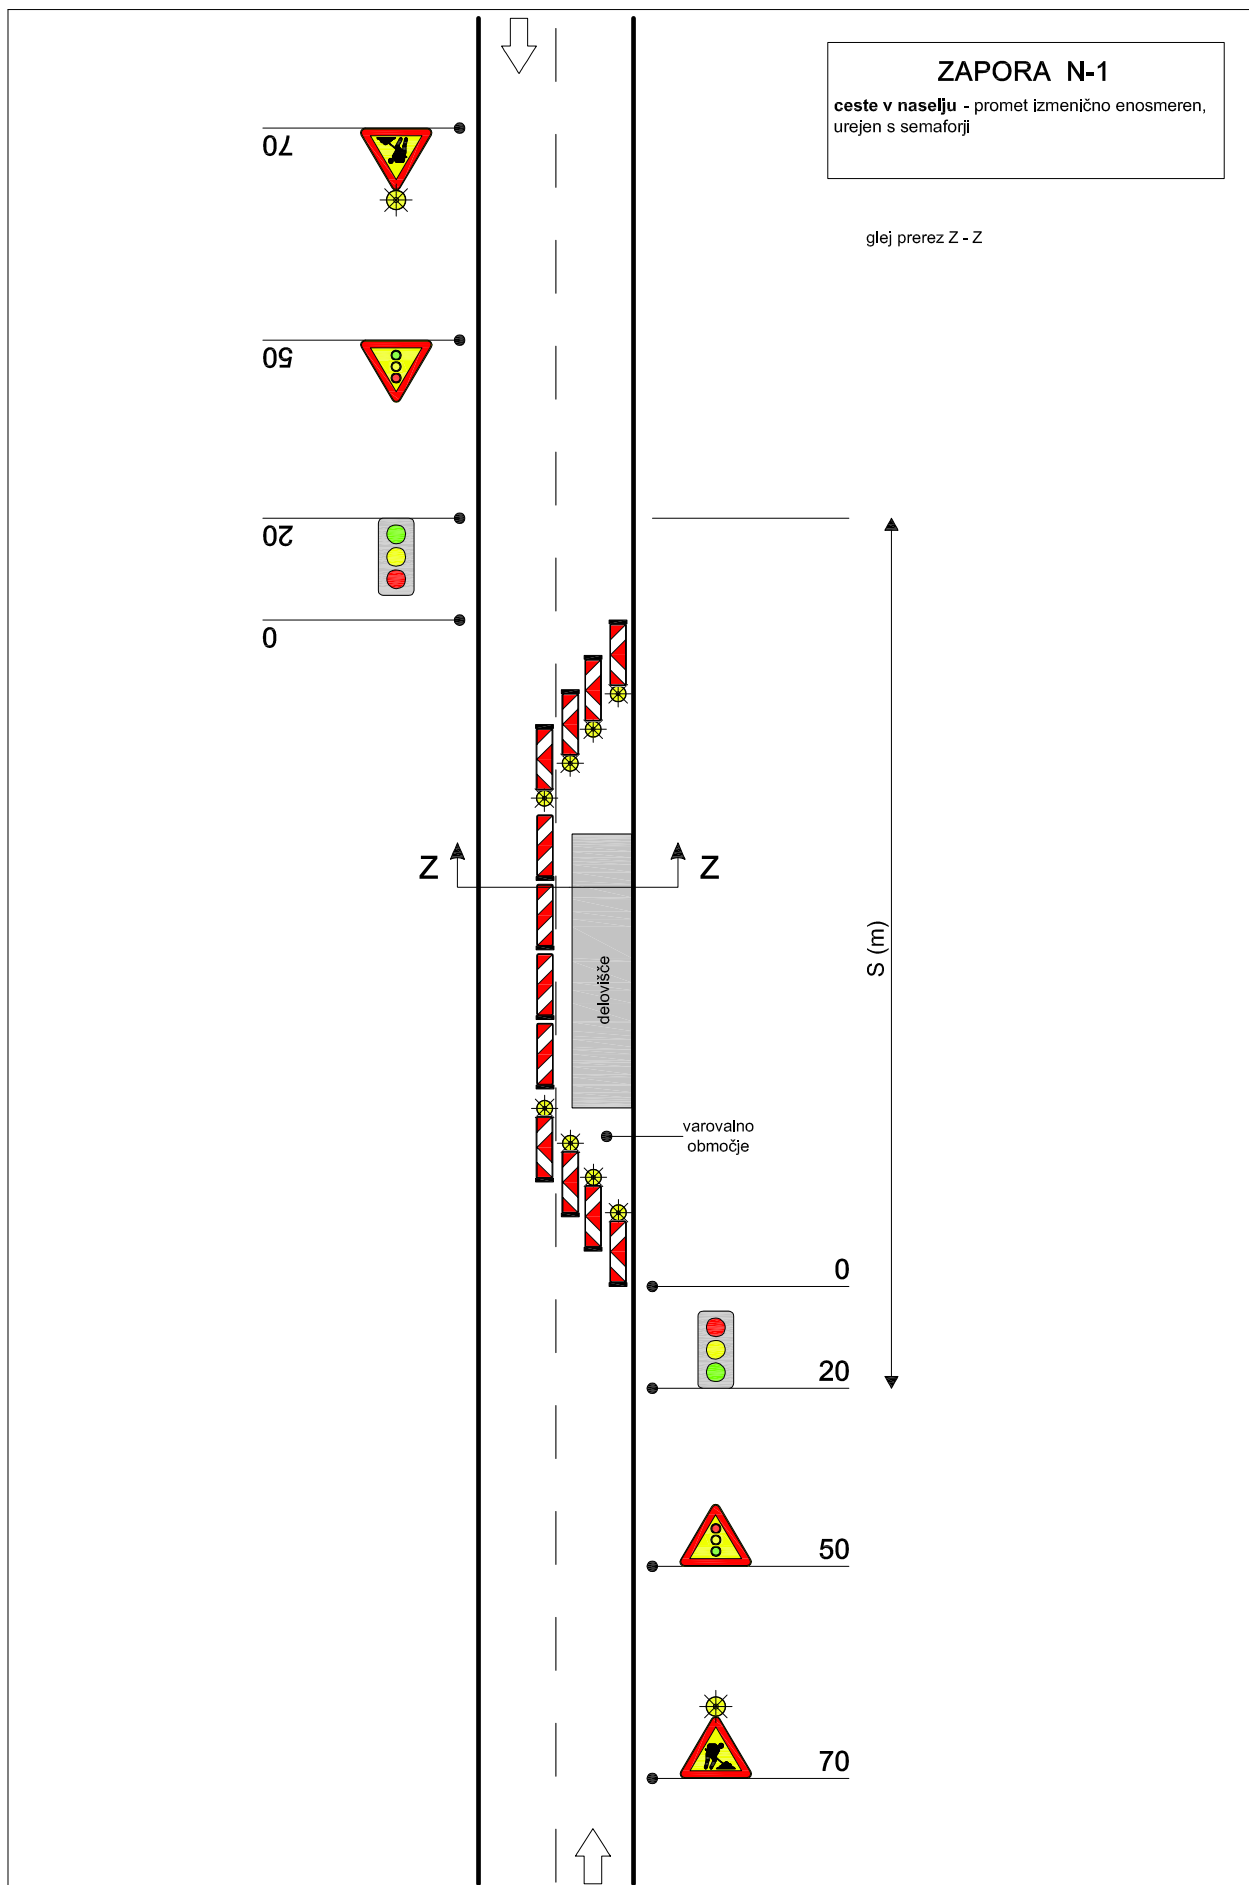 ZAPORA N-1
ceste v naselju - promet izmenično enosmeren,
urejen s semaforji
glej prerez Z - Z
70
50
20
0
Z
Z
S (m)
delovišče
varovalno
območje
0
20
50
70